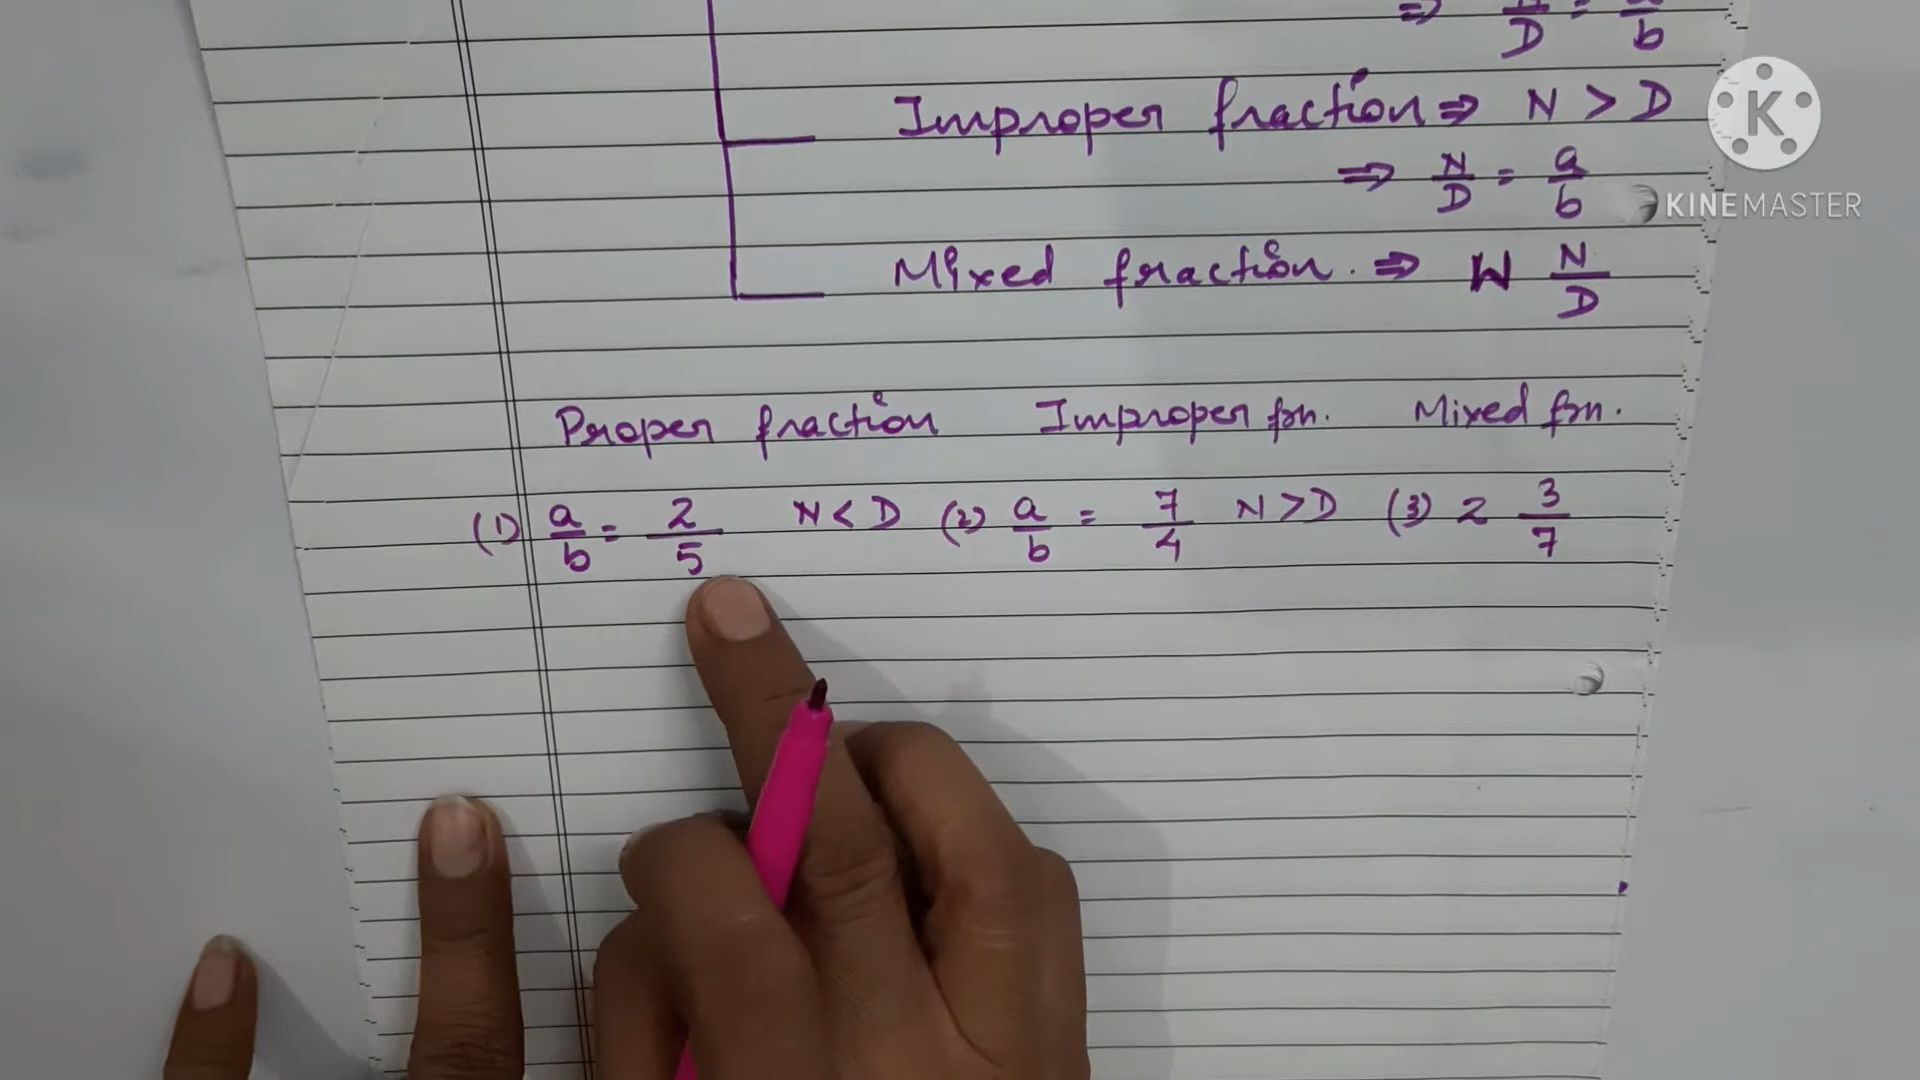 ⇒ N/D = a/b
Improper fraction ⇒ N > D
⇒ N/D = a/b
Mixed fraction. ⇒ W N/D
Proper fraction Improper frn. Mixed frn.
(1) a/b = 2/5 N < D (2) a/b = 7/4 N > D (3) 2 3/7
K
KINEMASTER